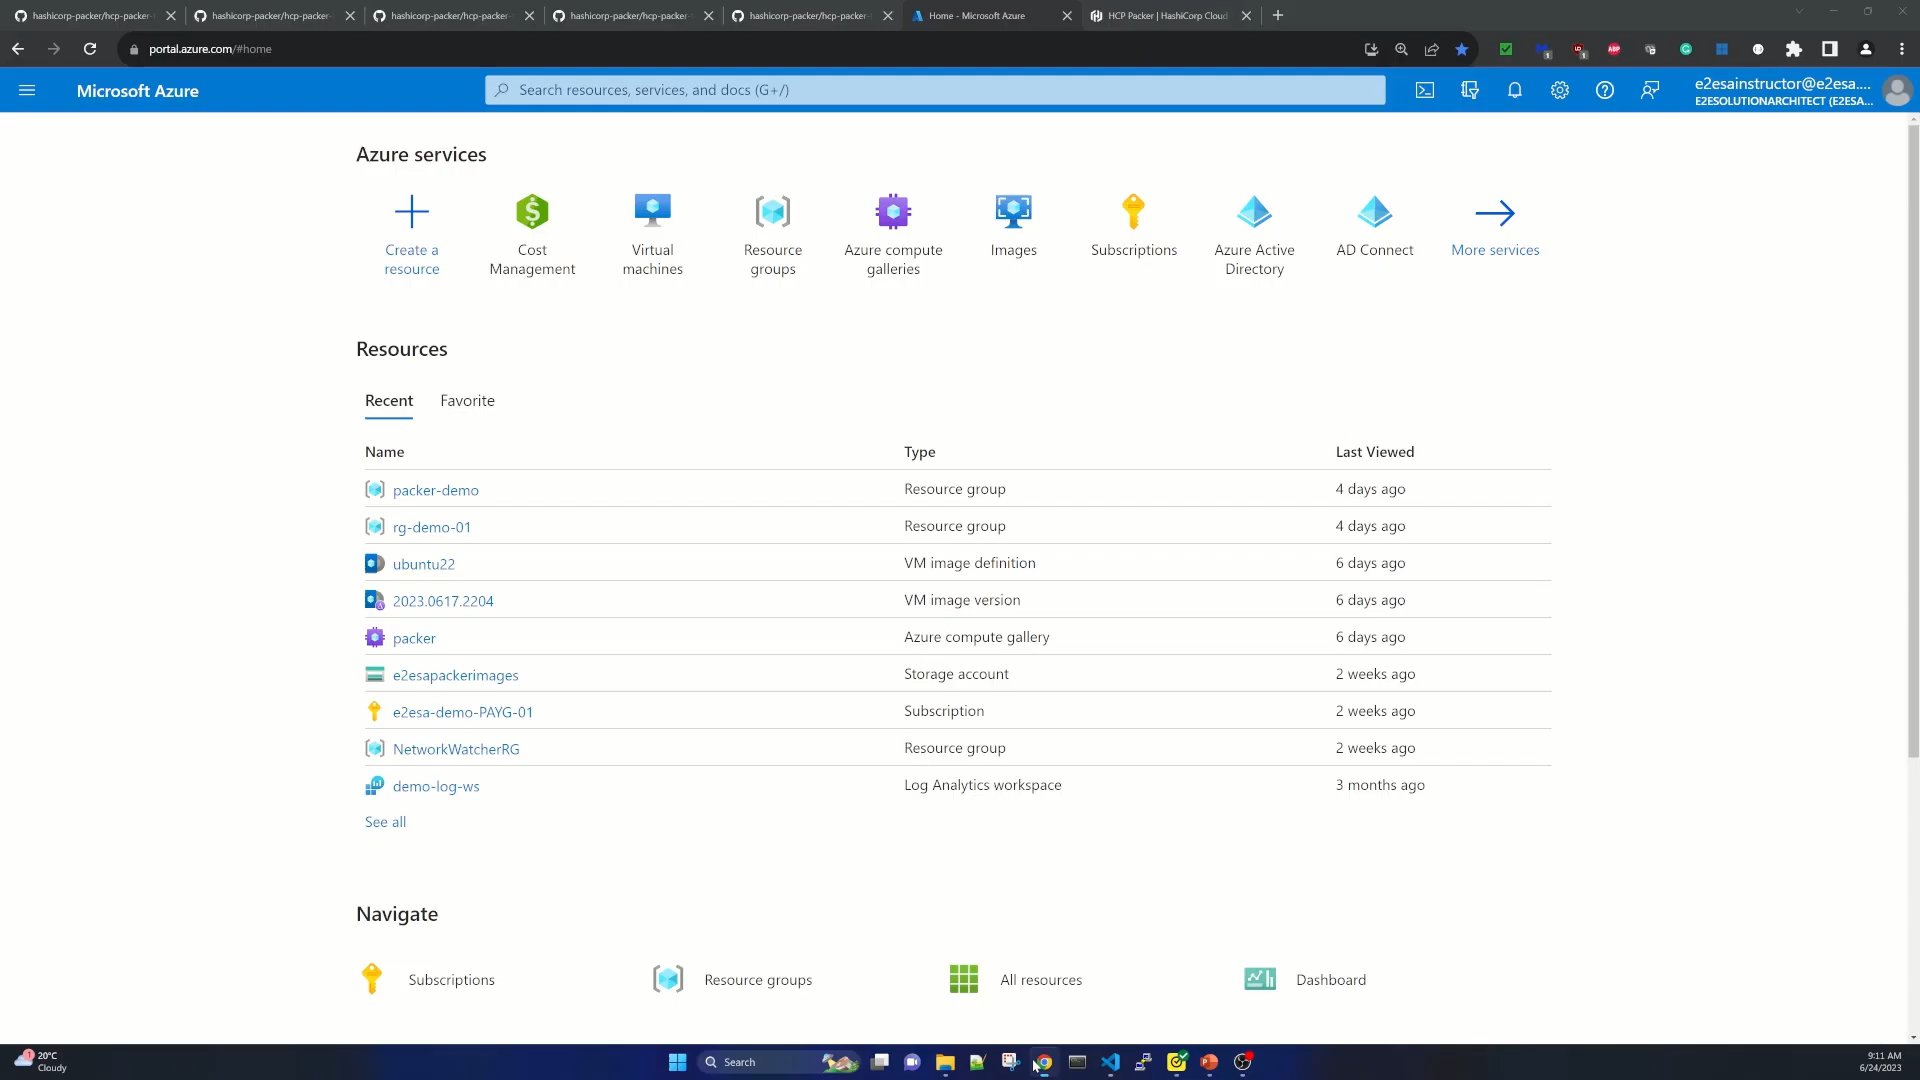 hashicorp-packer/hcp-packer-
hashicorp-packer/hcp-packer-
hashicorp-packer/hcp-packer-
hashicorp-packer/hcp-packer-
hashicorp-packer/hcp-packer-
Home - Microsoft Azure
HCP Packer | HashiCorp Cloud
portal.azure.com/#home
Microsoft Azure
Search resources, services, and docs (G+/)
e2esainstructor@e2esa....
E2ESOLUTIONARCHITECT (E2ESA...
Azure services
Create a resource
Cost Management
Virtual machines
Resource groups
Azure compute galleries
Images
Subscriptions
Azure Active Directory
AD Connect
More services
Resources
Recent Favorite
Name Type Last Viewed
packer-demo Resource group 4 days ago
rg-demo-01 Resource group 4 days ago
ubuntu22 VM image definition 6 days ago
2023.0617.2204 VM image version 6 days ago
packer Azure compute gallery 6 days ago
e2esapackerimages Storage account 2 weeks ago
e2esa-demo-PAYG-01 Subscription 2 weeks ago
NetworkWatcherRG Resource group 2 weeks ago
demo-log-ws Log Analytics workspace 3 months ago
See all
Navigate
Subscriptions Resource groups All resources Dashboard
20°C
Cloudy
Search
9:11 AM
6/24/2023